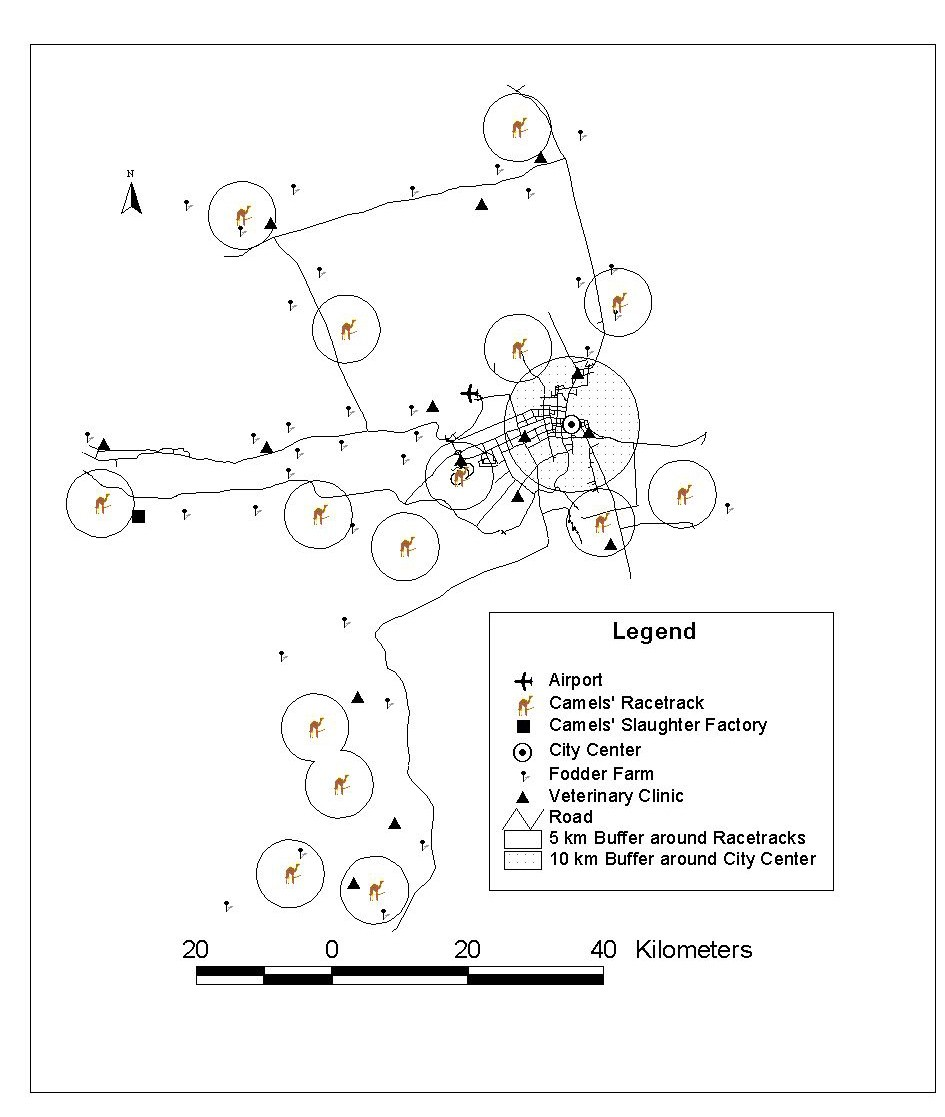 N
Legend
Airport
Camels' Racetrack
Camels' Slaughter Factory
City Center
Fodder Farm
Veterinary Clinic
Road
5 km Buffer around Racetracks
10 km Buffer around City Center
20 0 20 40 Kilometers